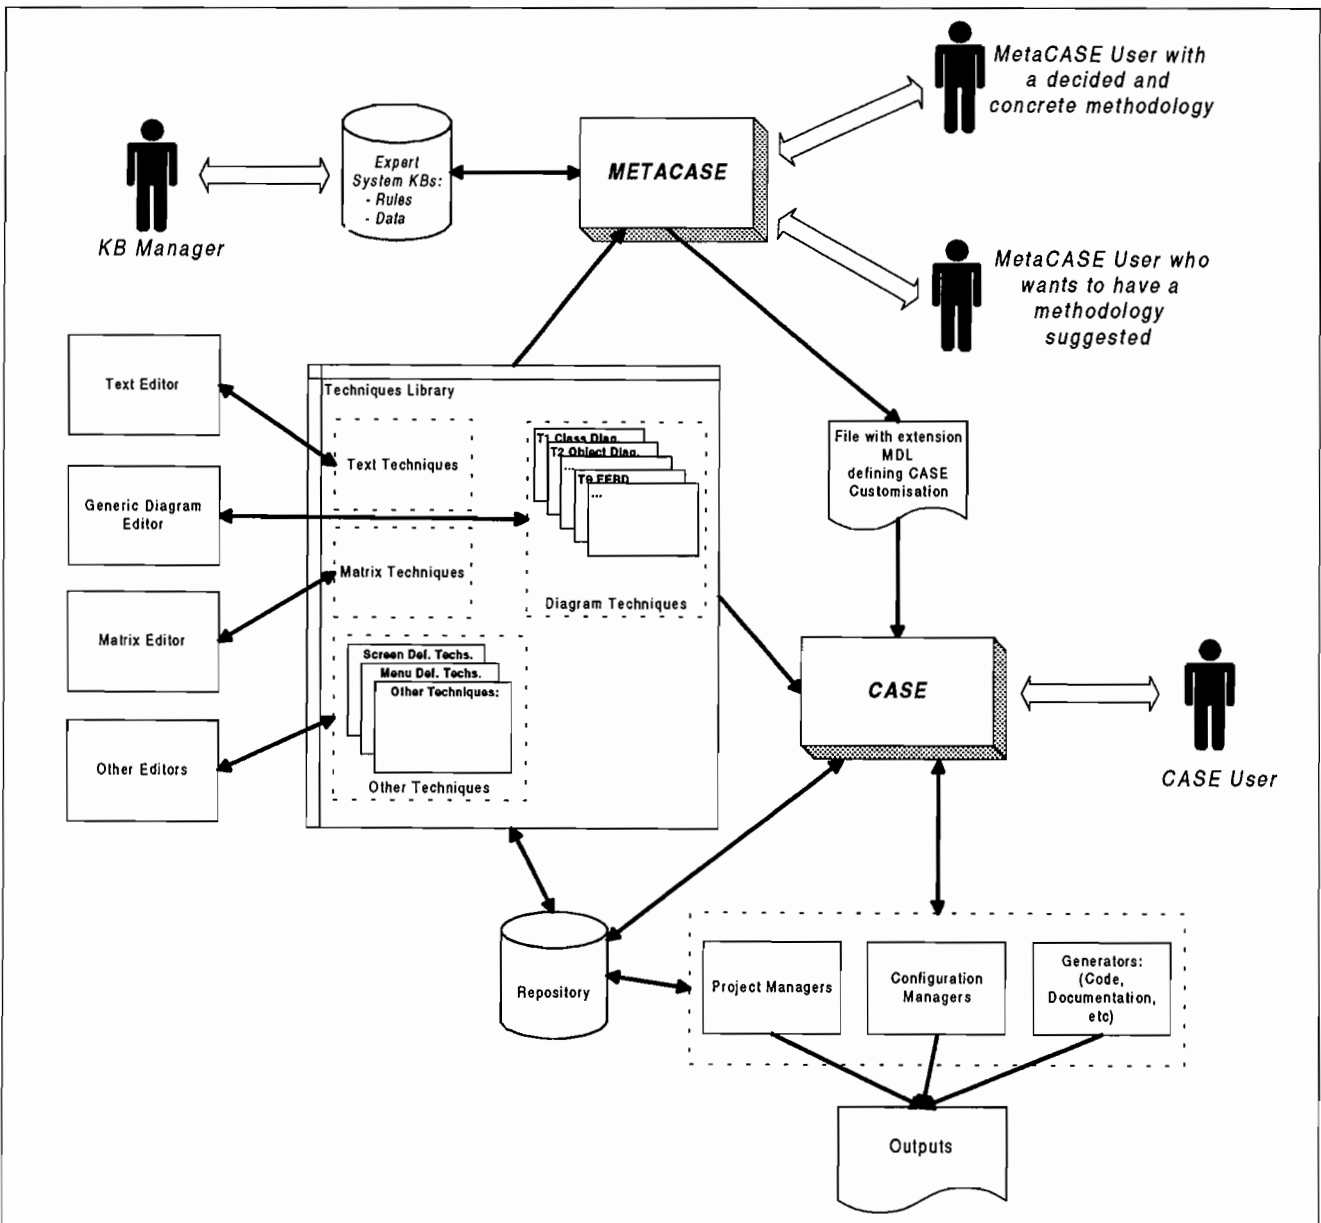 MetaCASE User with
a decided and
concrete methodology
Expert
System KBs:
- Rules
- Data
METACASE
KB Manager
MetaCASE User who
wants to have a
methodology
suggested
Text Editor
Techniques Library
Text Techniques
T1 Class Diag.
T2 Object Diag.
...
T9 EERD
...
File with extension
MDL
defining CASE
Customisation
Generic Diagram
Editor
Matrix Techniques
Diagram Techniques
Matrix Editor
Screen Def. Techs.
Menu Def. Techs.
Other Techniques:
CASE
Other Editors
Other Techniques
CASE User
Repository
Project Managers
Configuration
Managers
Generators:
(Code,
Documentation,
etc)
Outputs